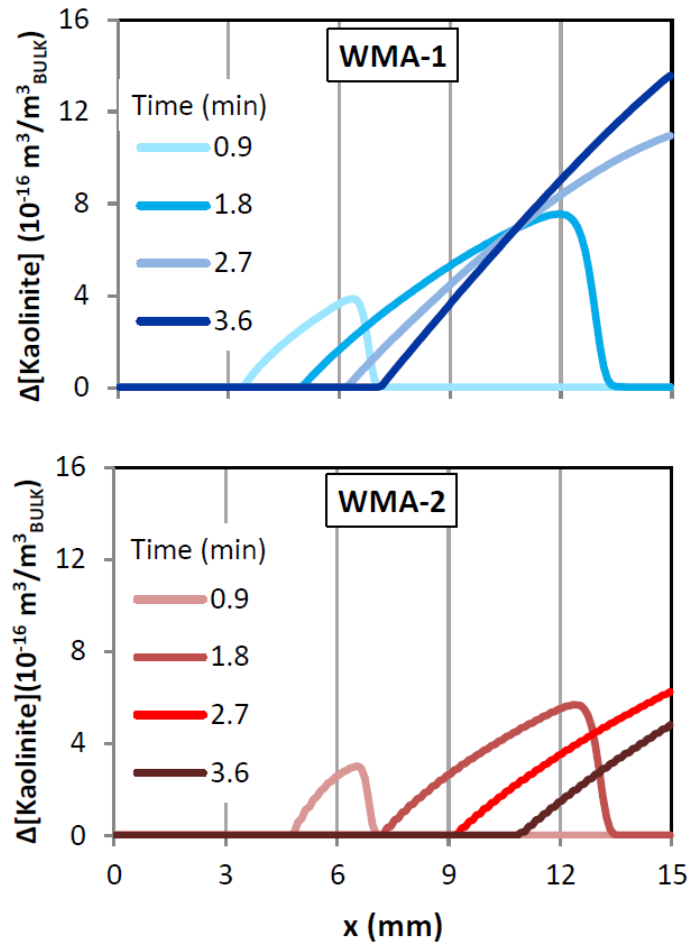 WMA-1
Δ[Kaolinite] (10⁻¹⁶ m³/m³BULK)
16
12
8
4
0
Time (min)
0.9
1.8
2.7
3.6
WMA-2
Δ[Kaolinite](10⁻¹⁶ m³/m³BULK)
16
12
8
4
0
Time (min)
0.9
1.8
2.7
3.6
0 3 6 9 12 15
x (mm)